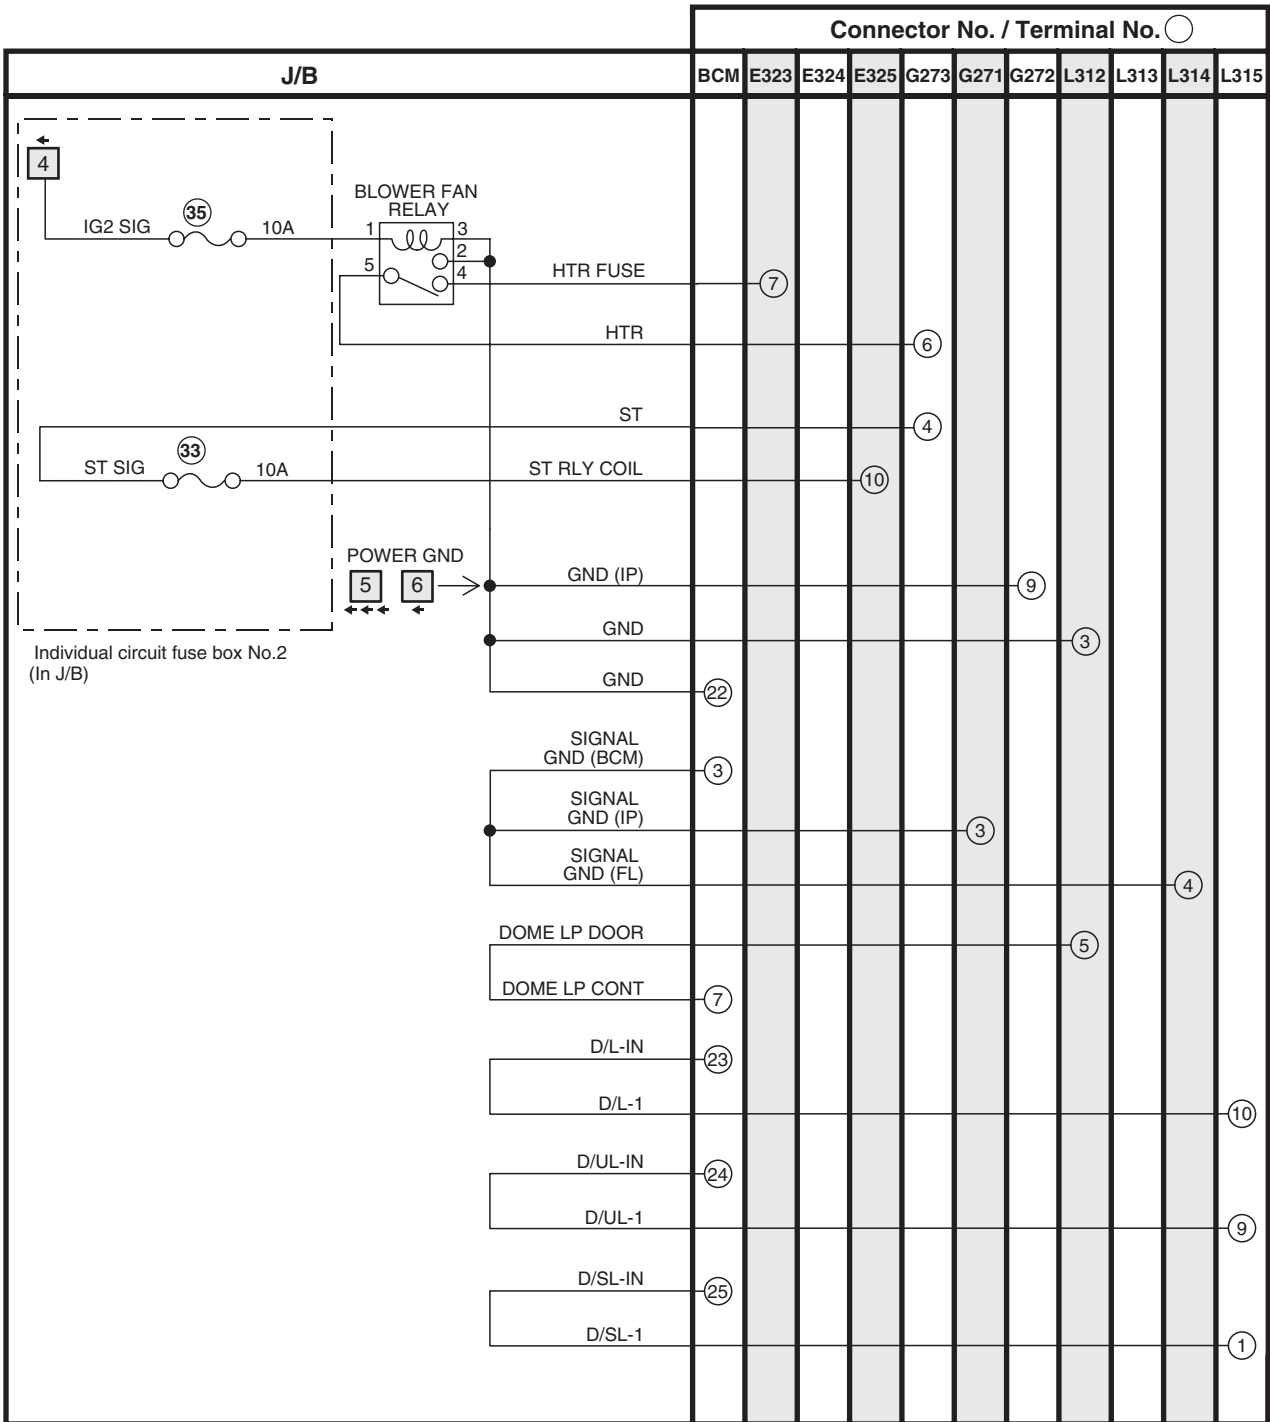 Connector No. / Terminal No.
J/B
BCM E323 E324 E325 G273 G271 G272 L312 L313 L314 L315
4
BLOWER FAN
RELAY
IG2 SIG
35
10A
1
3
2
5
4
HTR FUSE
7
HTR
6
ST
4
ST SIG
33
10A
ST RLY COIL
10
POWER GND
5
6
GND (IP)
9
GND
3
Individual circuit fuse box No.2
(In J/B)
GND
22
SIGNAL
GND (BCM)
3
SIGNAL
GND (IP)
3
SIGNAL
GND (FL)
4
DOME LP DOOR
5
DOME LP CONT
7
D/L-IN
23
D/L-1
10
D/UL-IN
24
D/UL-1
9
D/SL-IN
25
D/SL-1
1